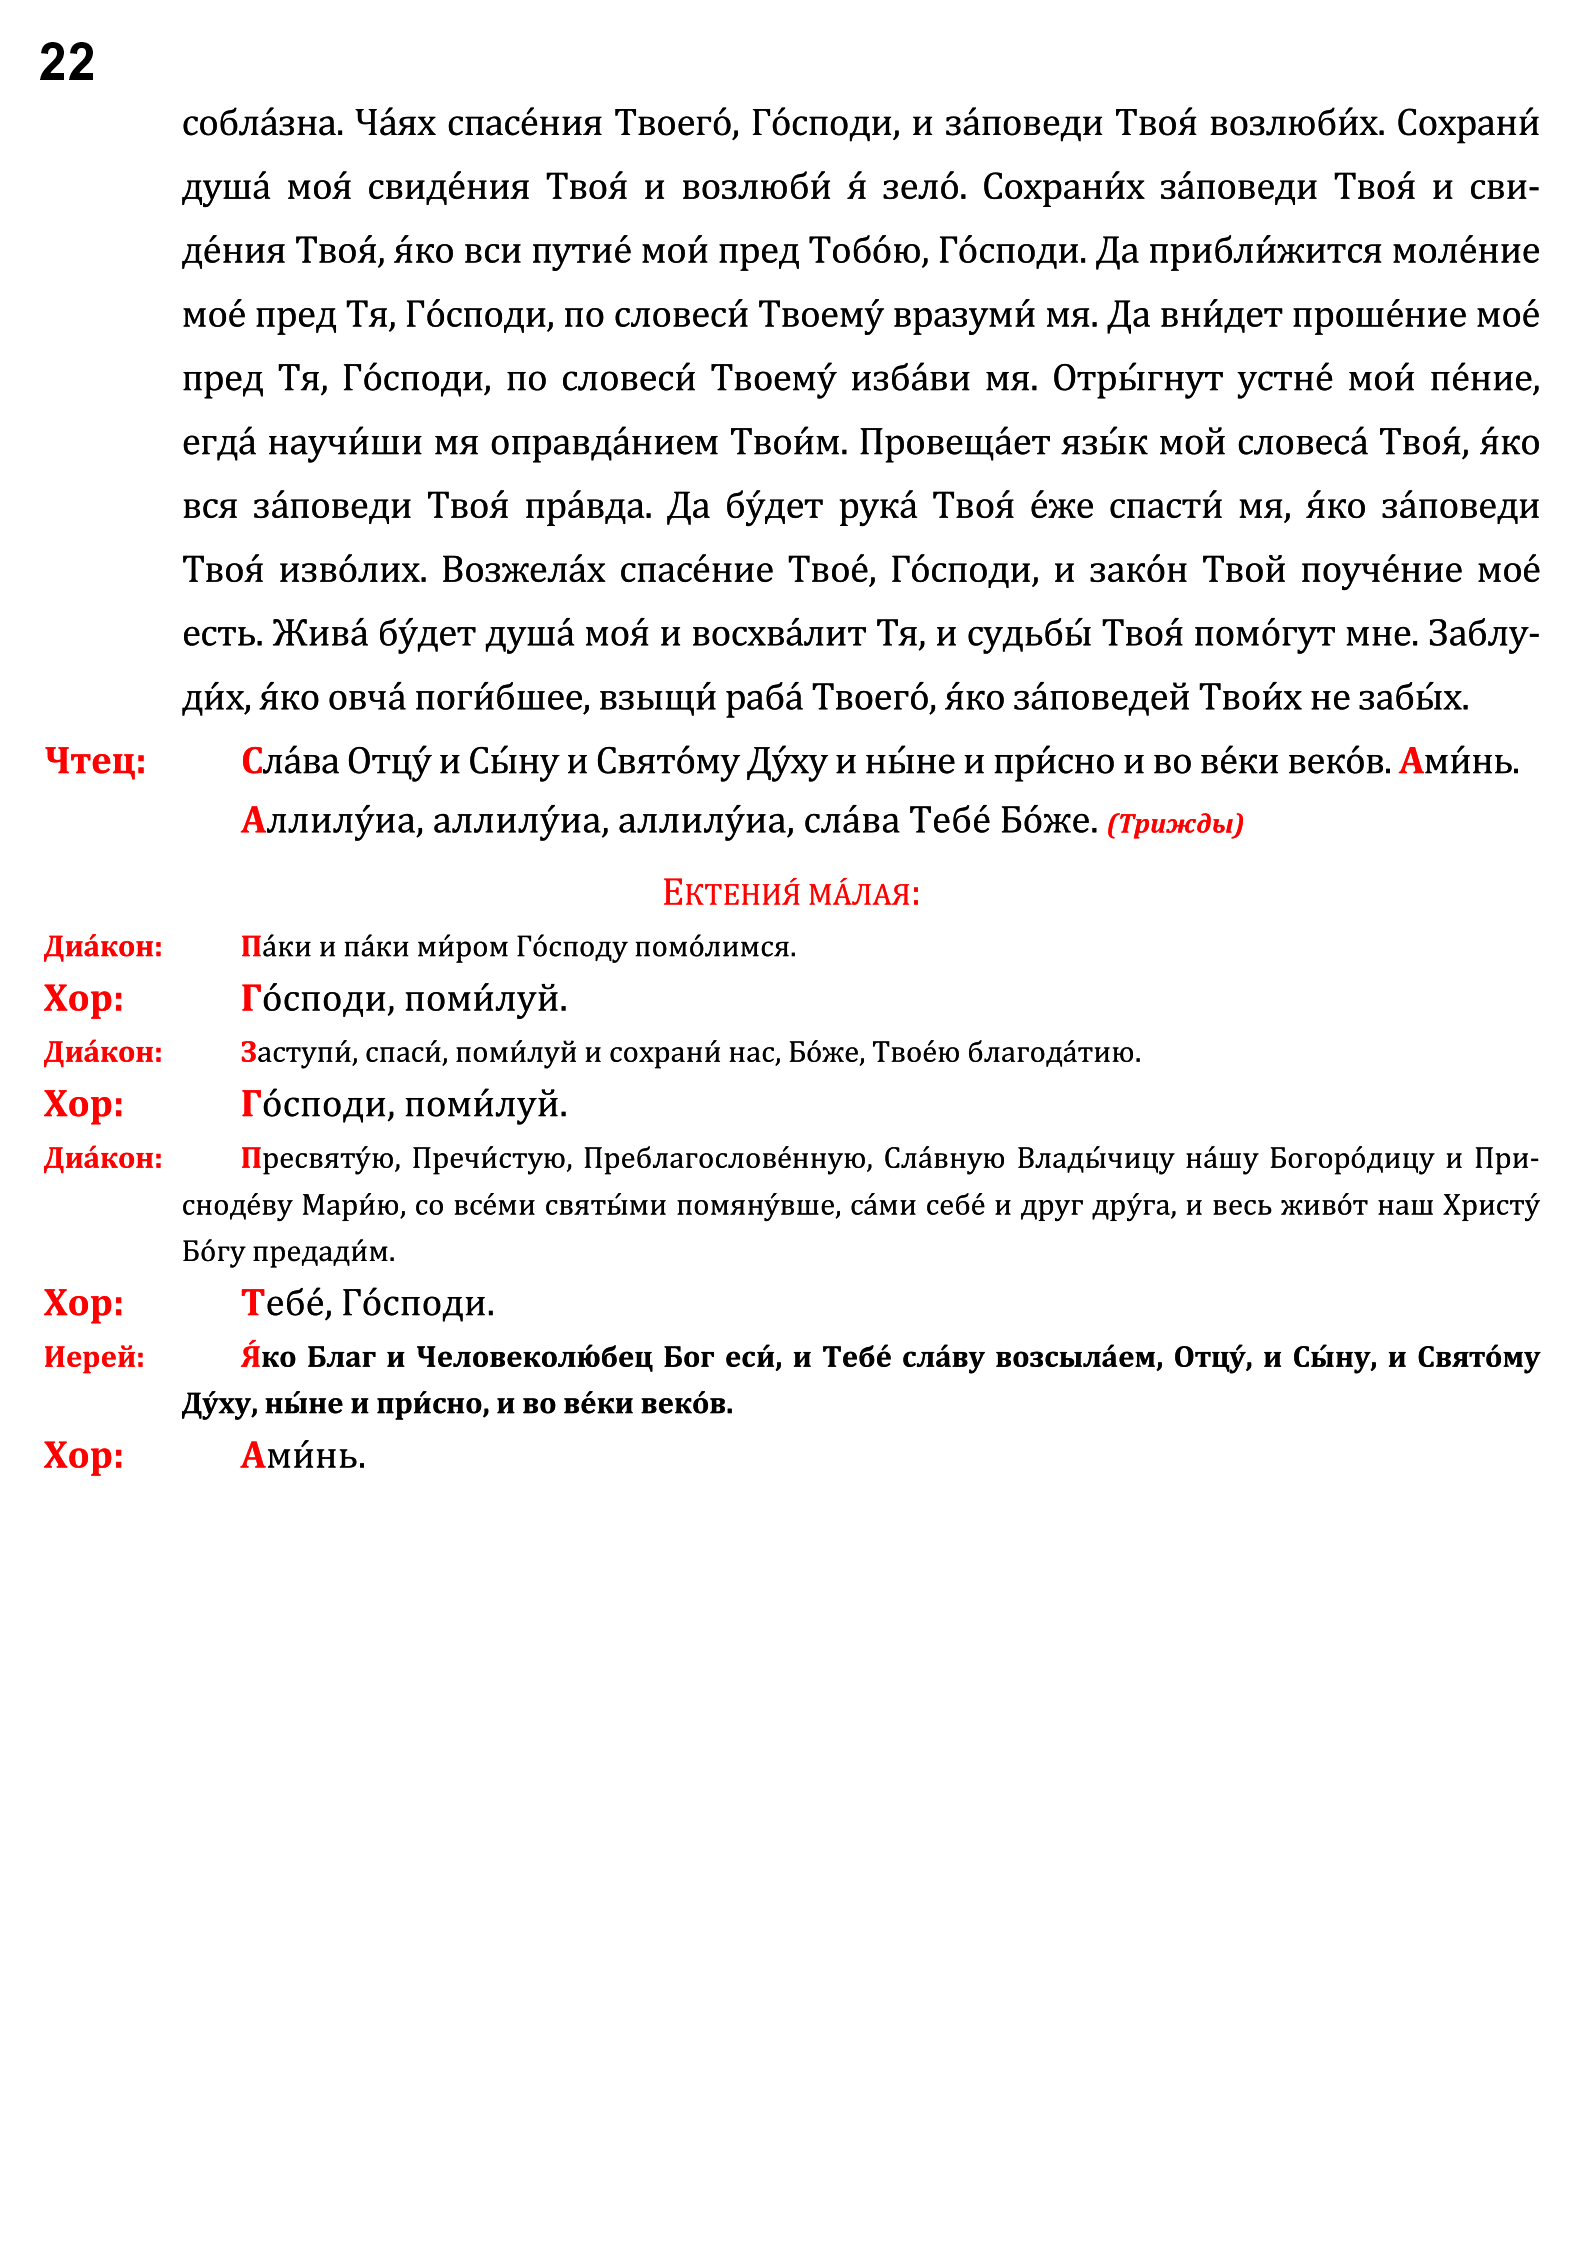 22
собла́зна. Ча́ях спасе́ния Твоего́, Го́споди, и за́поведи Твоя́ возлюби́х. Сохрани́
душа́ моя́ свиде́ния Твоя́ и возлюби́ я́ зело́. Сохрани́х за́поведи Твоя́ и сви-
де́ния Твоя́, я́ко вси путие́ мои́ пред Тобо́ю, Го́споди. Да прибли́жится моле́ние
мое́ пред Тя, Го́споди, по словеси́ Твоему́ вразуми́ мя. Да вни́дет проше́ние мое́
пред Тя, Го́споди, по словеси́ Твоему́ изба́ви мя. Отры́гнут устне́ мои́ пе́ние,
егда́ научи́ши мя оправда́нием Твои́м. Провеща́ет язы́к мой словеса́ Твоя́, я́ко
вся за́поведи Твоя́ пра́вда. Да бу́дет рука́ Твоя́ е́же спасти́ мя, я́ко за́поведи
Твоя́ изво́лих. Возжела́х спасе́ние Твое́, Го́споди, и зако́н Твой поуче́ние мое́
есть. Жива́ бу́дет душа́ моя́ и восхва́лит Тя, и судьбы́ Твоя́ помо́гут мне. Заблу-
ди́х, я́ко овча́ поги́бшее, взыщи́ раба́ Твоего́, я́ко за́поведей Твои́х не забы́х.
Чтец: Сла́ва Отцу́ и Сы́ну и Свято́му Ду́ху и ны́не и при́сно и во ве́ки веко́в. Ами́нь.
Аллилу́иа, аллилу́иа, аллилу́иа, сла́ва Тебе́ Бо́же. (Трижды)
Ектения́ ма́лая:
Диа́кон: Па́ки и па́ки ми́ром Го́споду помо́лимся.
Хор: Го́споди, поми́луй.
Диа́кон: Заступи́, спаси́, поми́луй и сохрани́ нас, Бо́же, Твое́ю благода́тию.
Хор: Го́споди, поми́луй.
Диа́кон: Пресвяту́ю, Пречи́стую, Преблагослове́нную, Сла́вную Влады́чицу на́шу Богоро́дицу и При-
сноде́ву Мари́ю, со все́ми святы́ми помяну́вше, са́ми себе́ и друг дру́га, и весь живо́т наш Христу́
Бо́гу предади́м.
Хор: Тебе́, Го́споди.
Иерей: Я́ко Благ и Человеколю́бец Бог еси́, и Тебе́ сла́ву возсыла́ем, Отцу́, и Сы́ну, и Свято́му
Ду́ху, ны́не и при́сно, и во ве́ки веко́в.
Хор: Ами́нь.